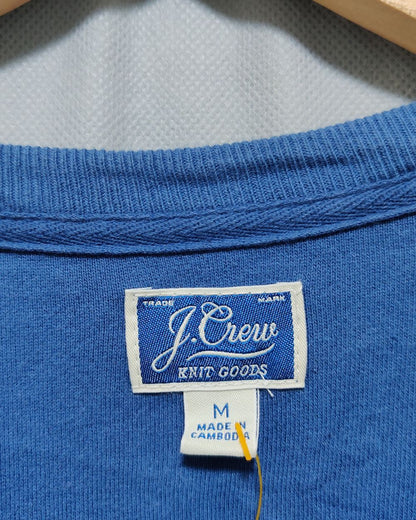 TRADE MARK
J.Crew
KNIT GOODS
M
MADE IN
CAMBODIA